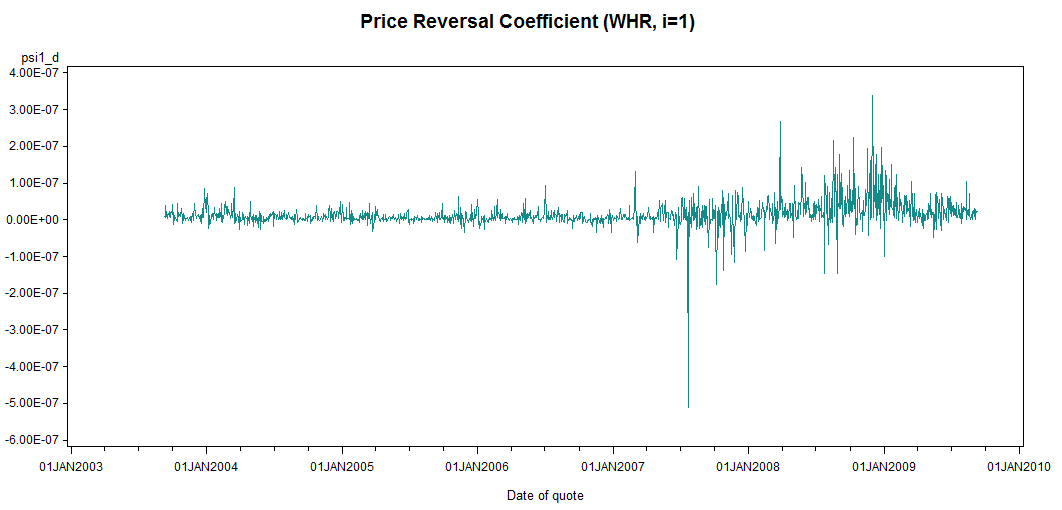 Price Reversal Coefficient (WHR, i=1)
psi1_d
4.00E-07
3.00E-07
2.00E-07
1.00E-07
0.00E+00
-1.00E-07
-2.00E-07
-3.00E-07
-4.00E-07
-5.00E-07
-6.00E-07
01JAN2003 01JAN2004 01JAN2005 01JAN2006 01JAN2007 01JAN2008 01JAN2009 01JAN2010
Date of quote